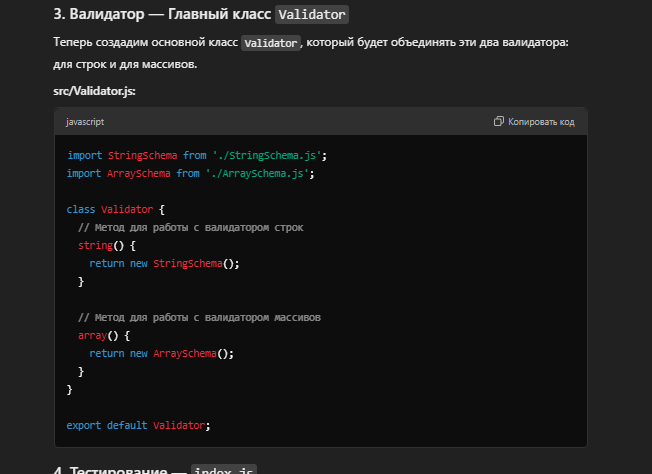 3. Валидатор — Главный класс Validator
Теперь создадим основной класс Validator, который будет объединять эти два валидатора:
для строк и для массивов.
src/Validator.js:
javascript
Копировать код
import StringSchema from './StringSchema.js';
import ArraySchema from './ArraySchema.js';
class Validator {
// Метод для работы с валидатором строк
string() {
return new StringSchema();
}
// Метод для работы с валидатором массивов
array() {
return new ArraySchema();
}
}
export default Validator;
4. Тестирование — index.js